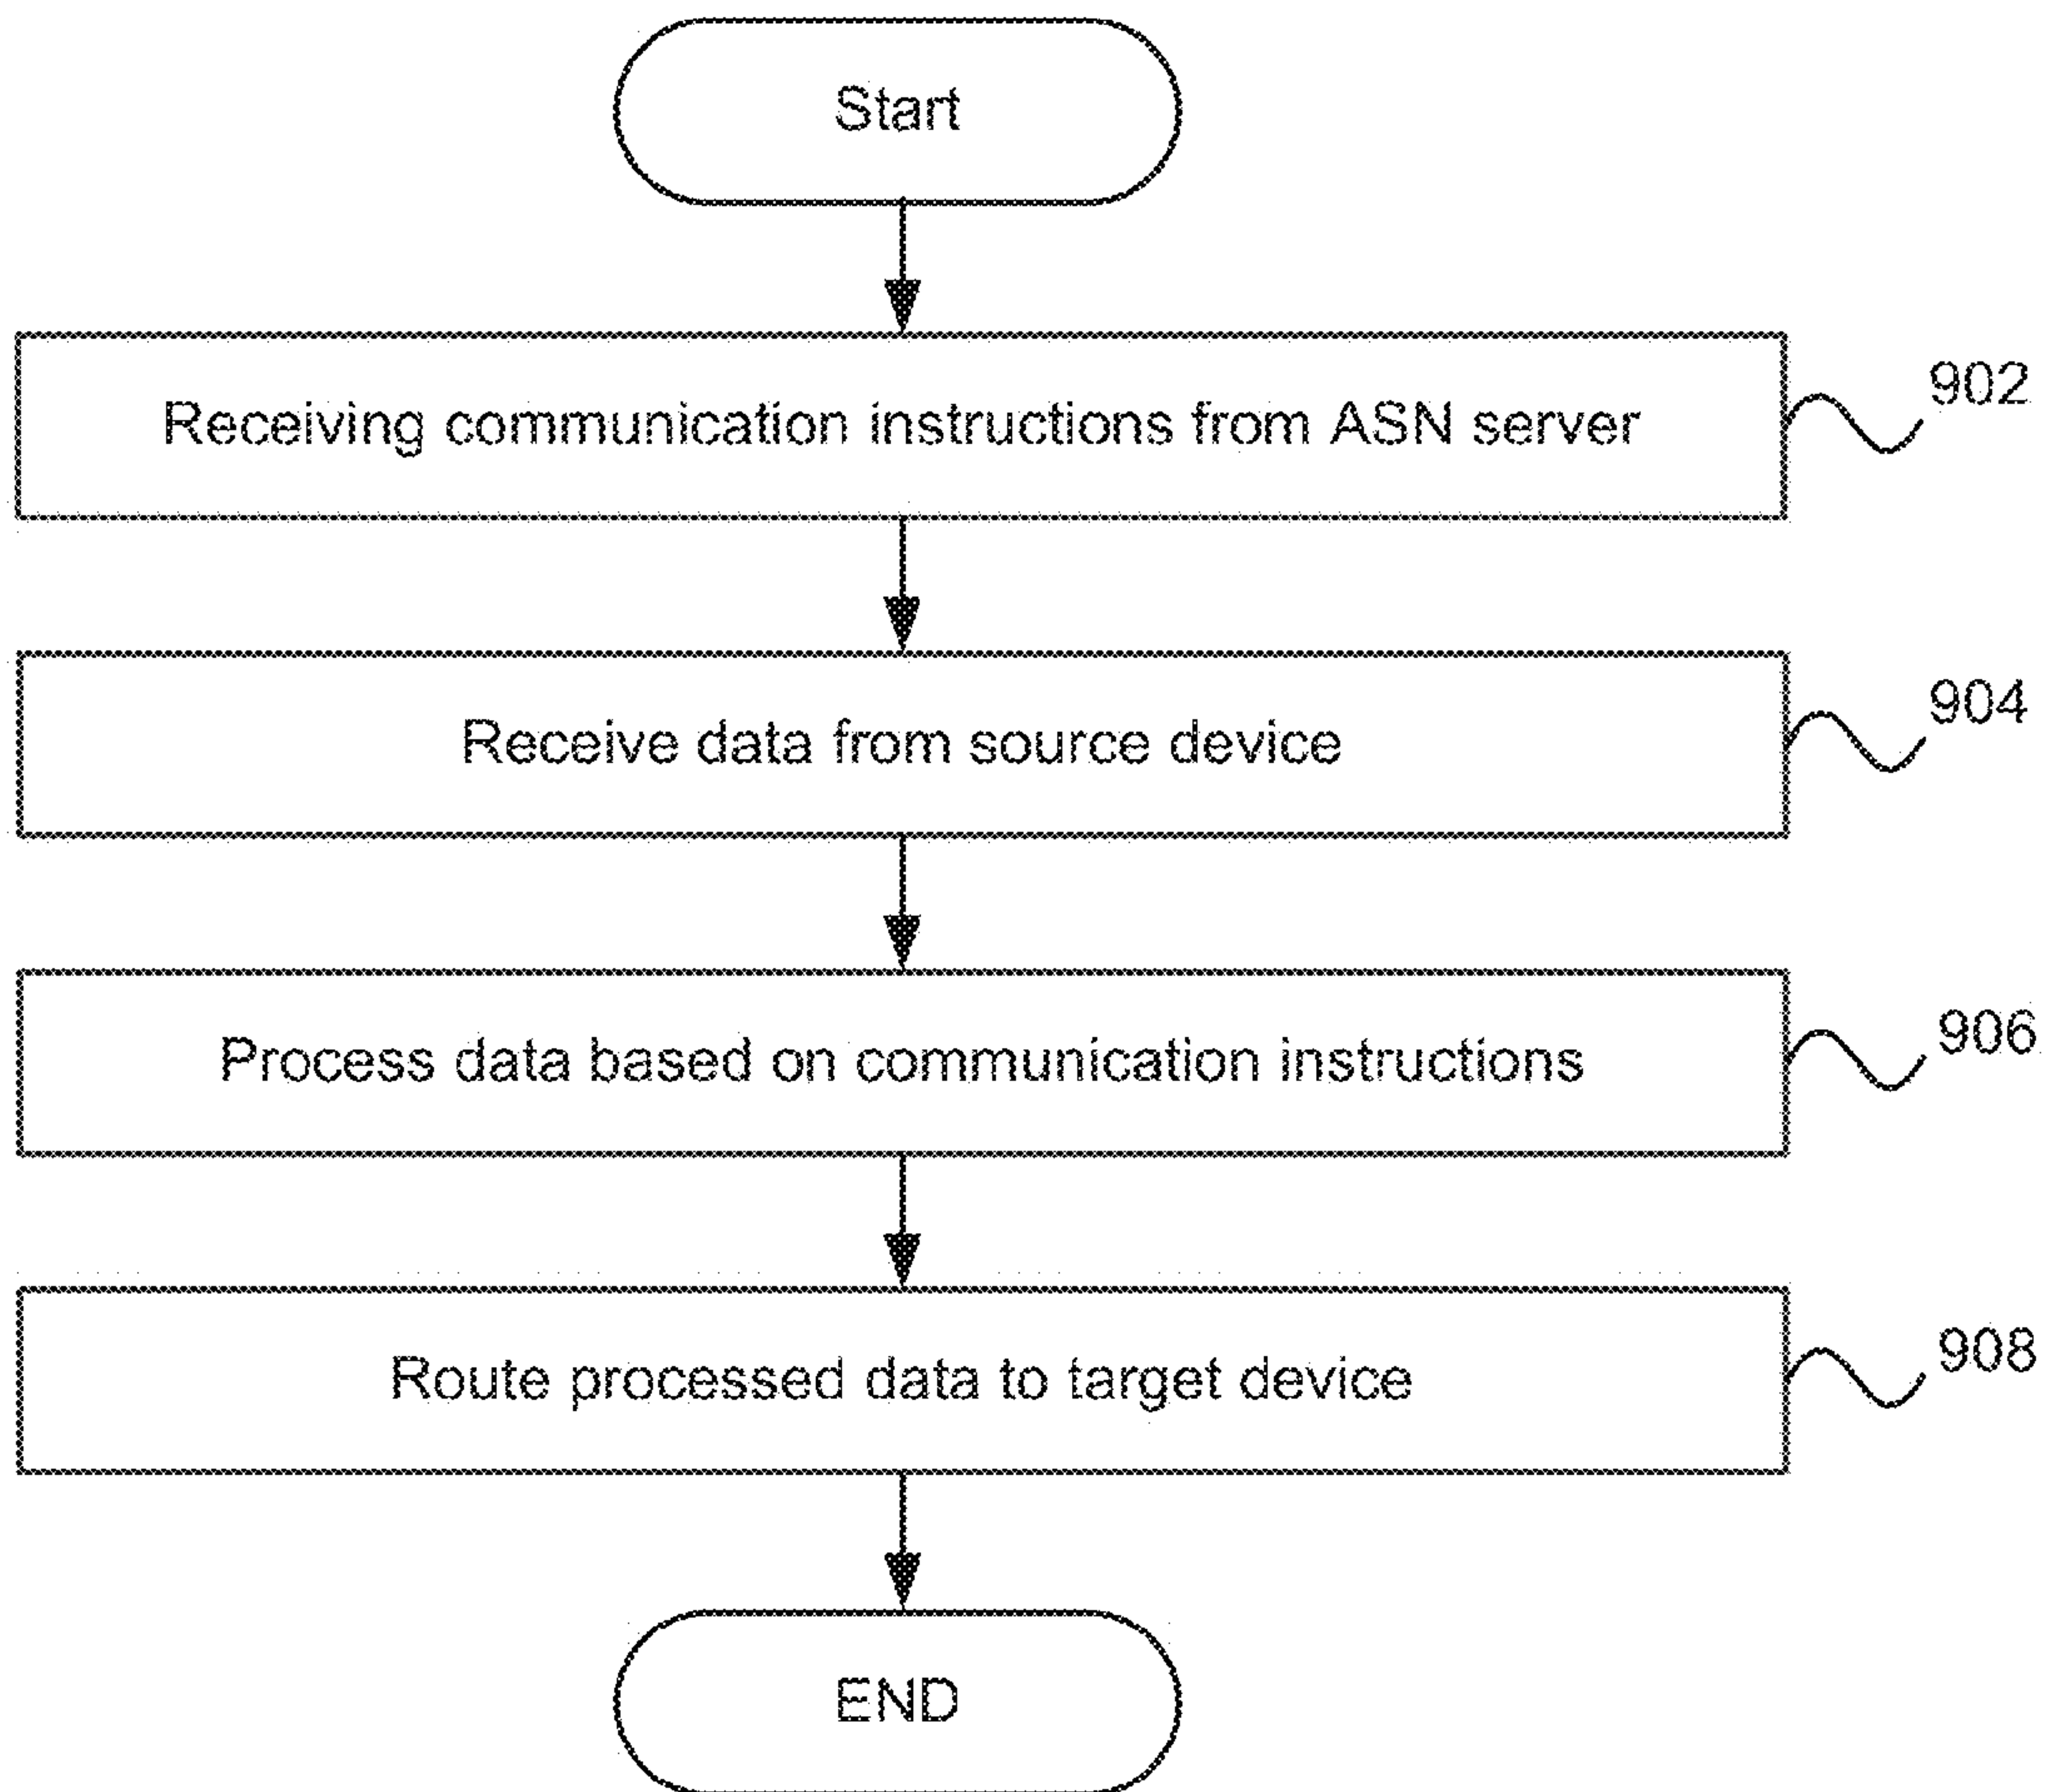 Start
Receiving communication instructions from ASN server
902
Receive data from source device
904
Process data based on communication instructions
906
Route processed data to target device
908
END